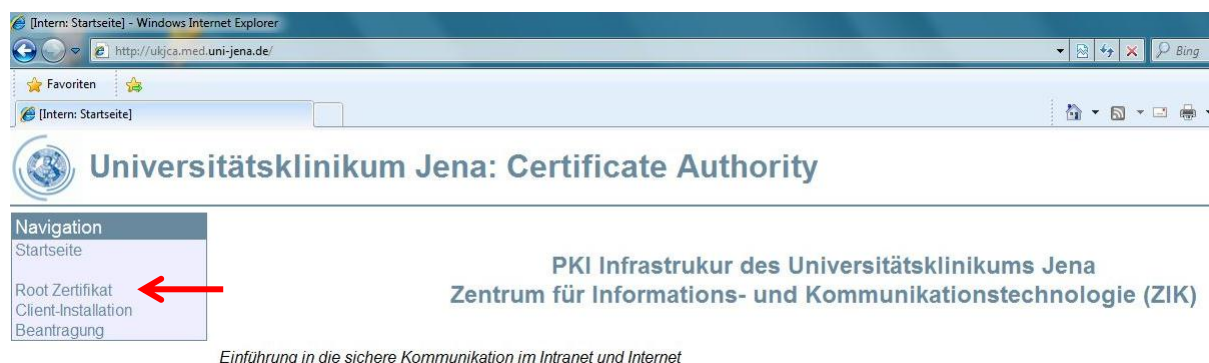 [Intern: Startseite] - Windows Internet Explorer
http://ukjca.med.uni-jena.de/
Bing
Favoriten
[Intern: Startseite]
Universitätsklinikum Jena: Certificate Authority
Navigation
Startseite
Root Zertifikat
Client-Installation
Beantragung
PKI Infrastrukur des Universitätsklinikums Jena
Zentrum für Informations- und Kommunikationstechnologie (ZIK)
Einführung in die sichere Kommunikation im Intranet und Internet